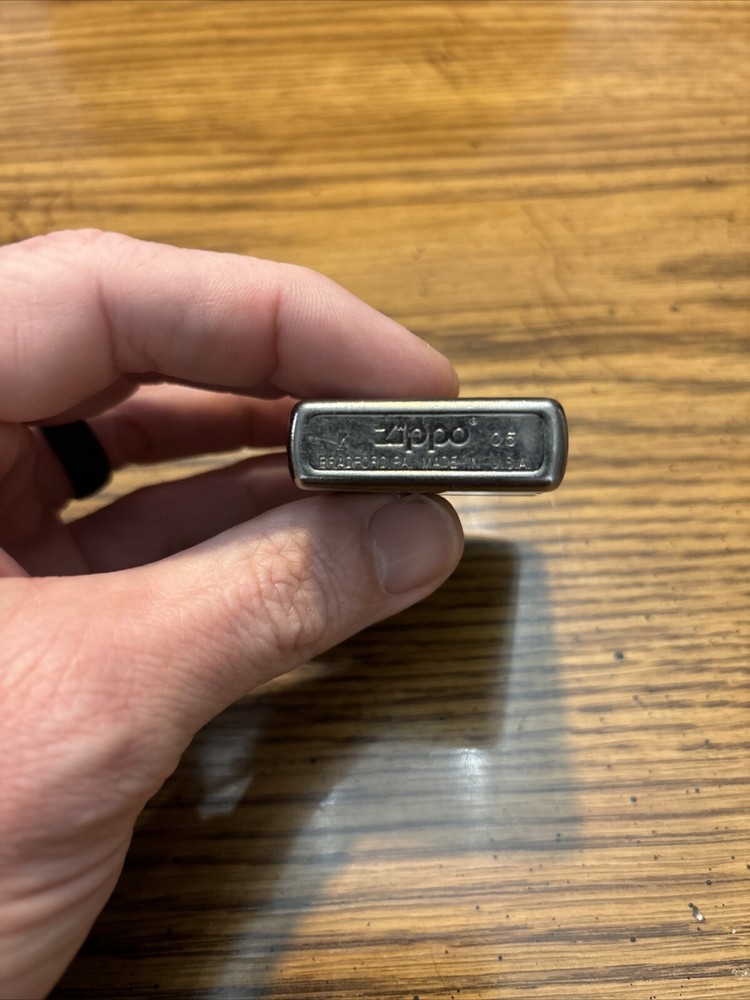 K Zippo® 05
BRADFORD, PA. MADE IN U.S.A.